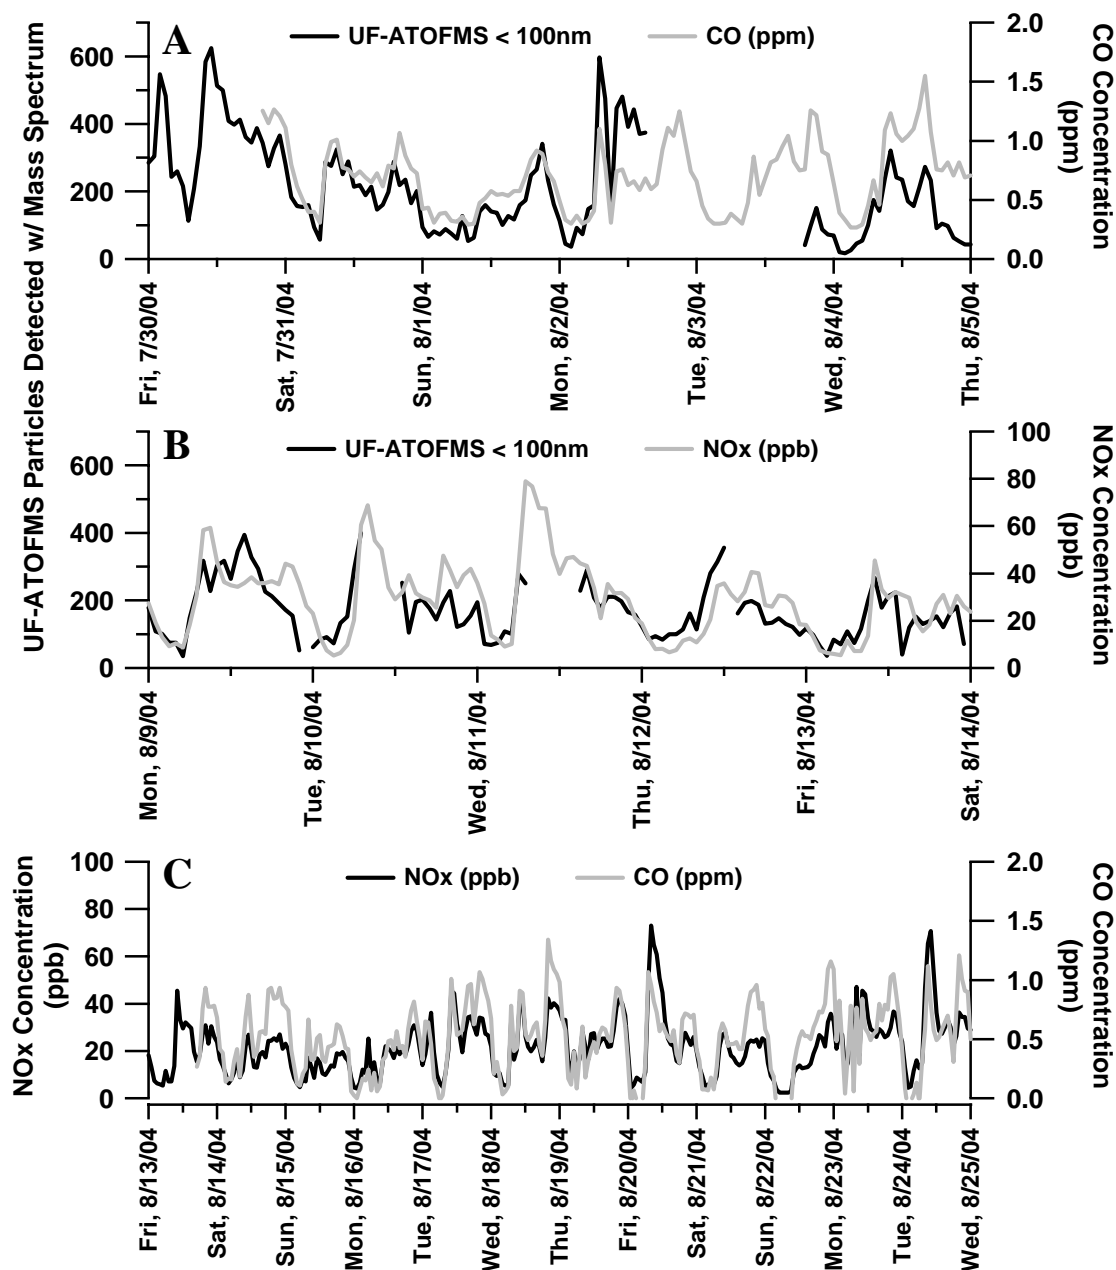 UF-ATOFMS Particles Detected w/ Mass Spectrum
A
UF-ATOFMS < 100nm
CO (ppm)
600
400
200
0
2.0
1.5
1.0
0.5
0.0
CO Concentration
(ppm)
Fri, 7/30/04
Sat, 7/31/04
Sun, 8/1/04
Mon, 8/2/04
Tue, 8/3/04
Wed, 8/4/04
Thu, 8/5/04
B
UF-ATOFMS < 100nm
NOx (ppb)
600
400
200
0
100
80
60
40
20
0
NOx Concentration
(ppb)
Mon, 8/9/04
Tue, 8/10/04
Wed, 8/11/04
Thu, 8/12/04
Fri, 8/13/04
Sat, 8/14/04
C
NOx (ppb)
CO (ppm)
NOx Concentration
(ppb)
100
80
60
40
20
0
2.0
1.5
1.0
0.5
0.0
CO Concentration
(ppm)
Fri, 8/13/04
Sat, 8/14/04
Sun, 8/15/04
Mon, 8/16/04
Tue, 8/17/04
Wed, 8/18/04
Thu, 8/19/04
Fri, 8/20/04
Sat, 8/21/04
Sun, 8/22/04
Mon, 8/23/04
Tue, 8/24/04
Wed, 8/25/04